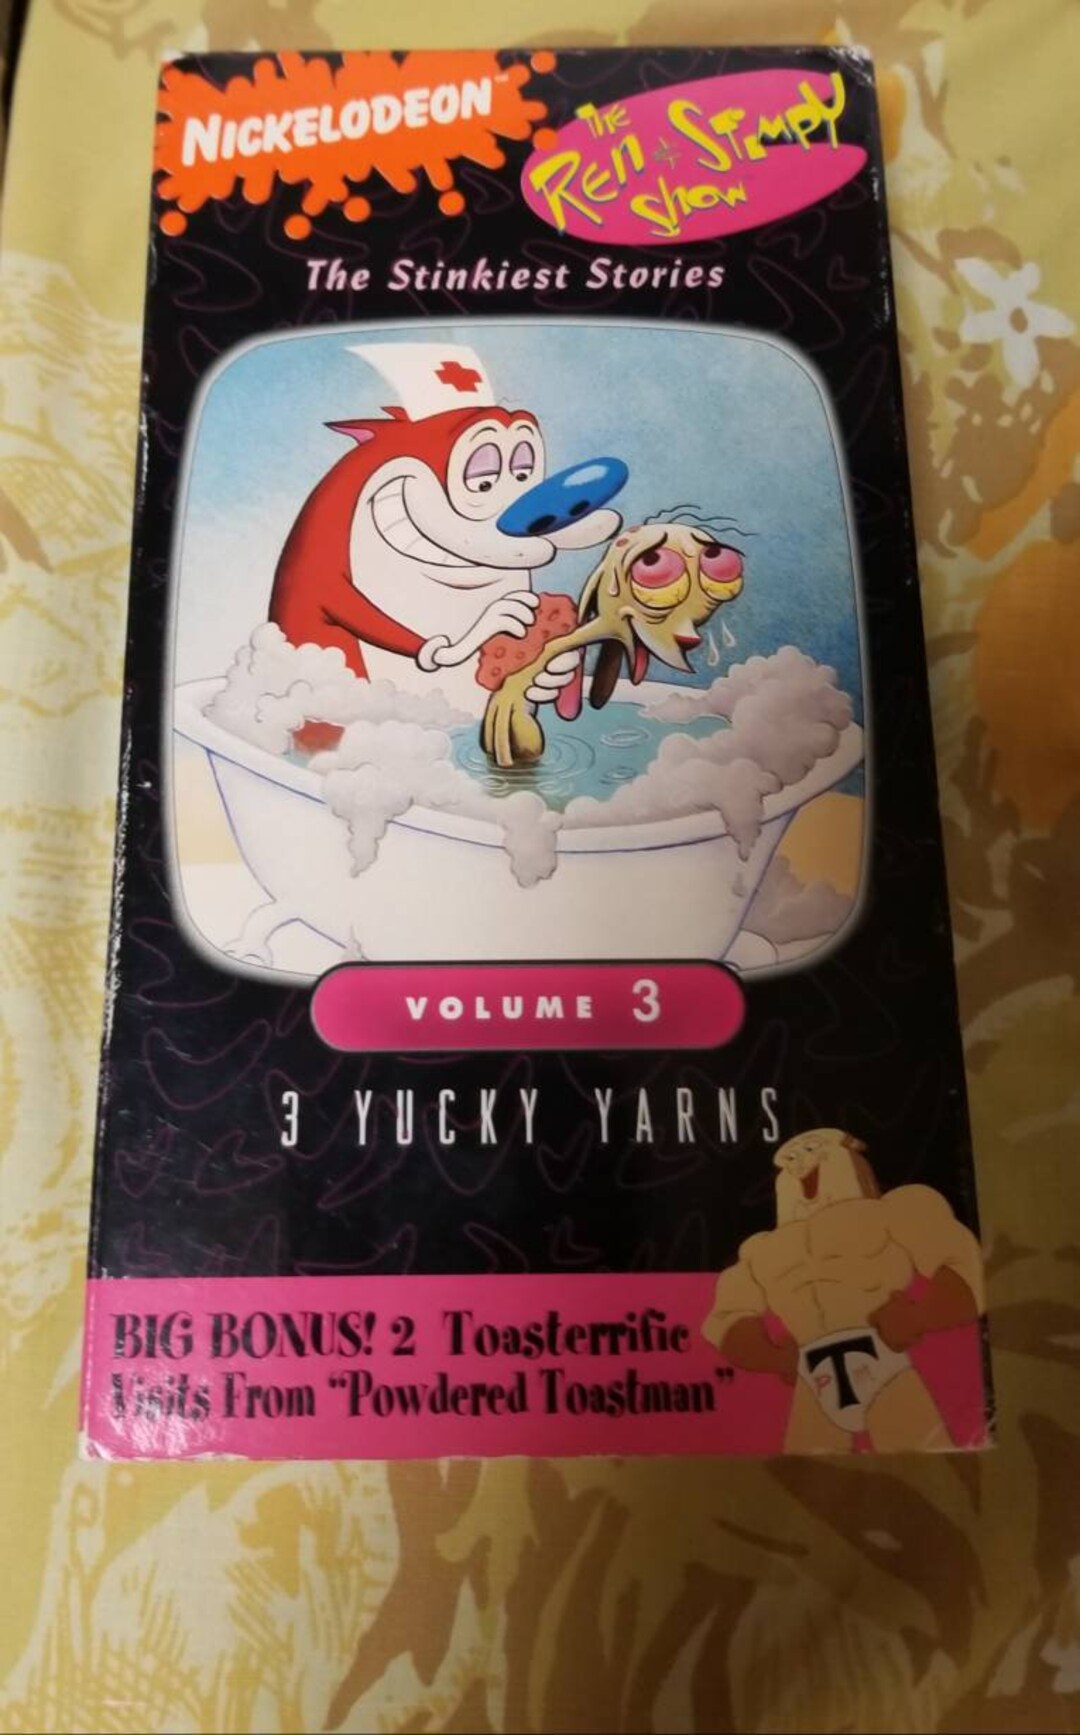 NICKELODEON™
The
Ren + Stimpy
Show
The Stinkiest Stories
VOLUME 3
3 YUCKY YARNS
BIG BONUS! 2 Toasterrific
Visits From "Powdered Toastman"
P T M